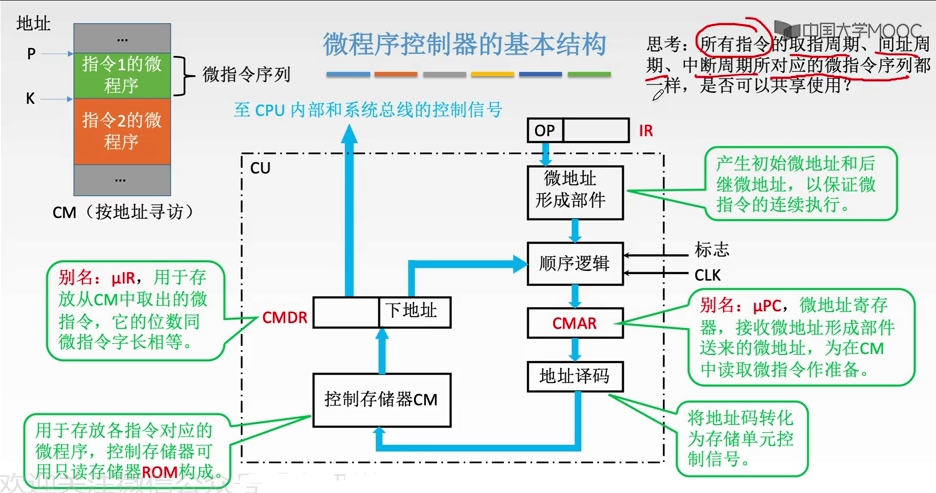 地址
...
P
指令1的微
程序
微指令序列
K
指令2的微
程序
...
CM（按地址寻访）
微程序控制器的基本结构
中国大学MOOC
思考：所有指令的取指周期、间址周
期、中断周期所对应的微指令序列都
一样，是否可以共享使用？
至 CPU 内部和系统总线的控制信号
OP
IR
CU
微地址
形成部件
产生初始微地址和后
继微地址，以保证微
指令的连续执行。
顺序逻辑
标志
CLK
别名：μIR，用于存
放从CM中取出的微
指令，它的位数同
微指令字长相等。
CMDR
下地址
CMAR
别名：μPC，微地址寄存
器，接收微地址形成部件
送来的微地址，为在CM
中读取微指令作准备。
地址译码
控制存储器CM
用于存放各指令对应的
微程序，控制存储器可
用只读存储器ROM构成。
将地址码转化
为存储单元控
制信号。
欢迎关注微信公众号